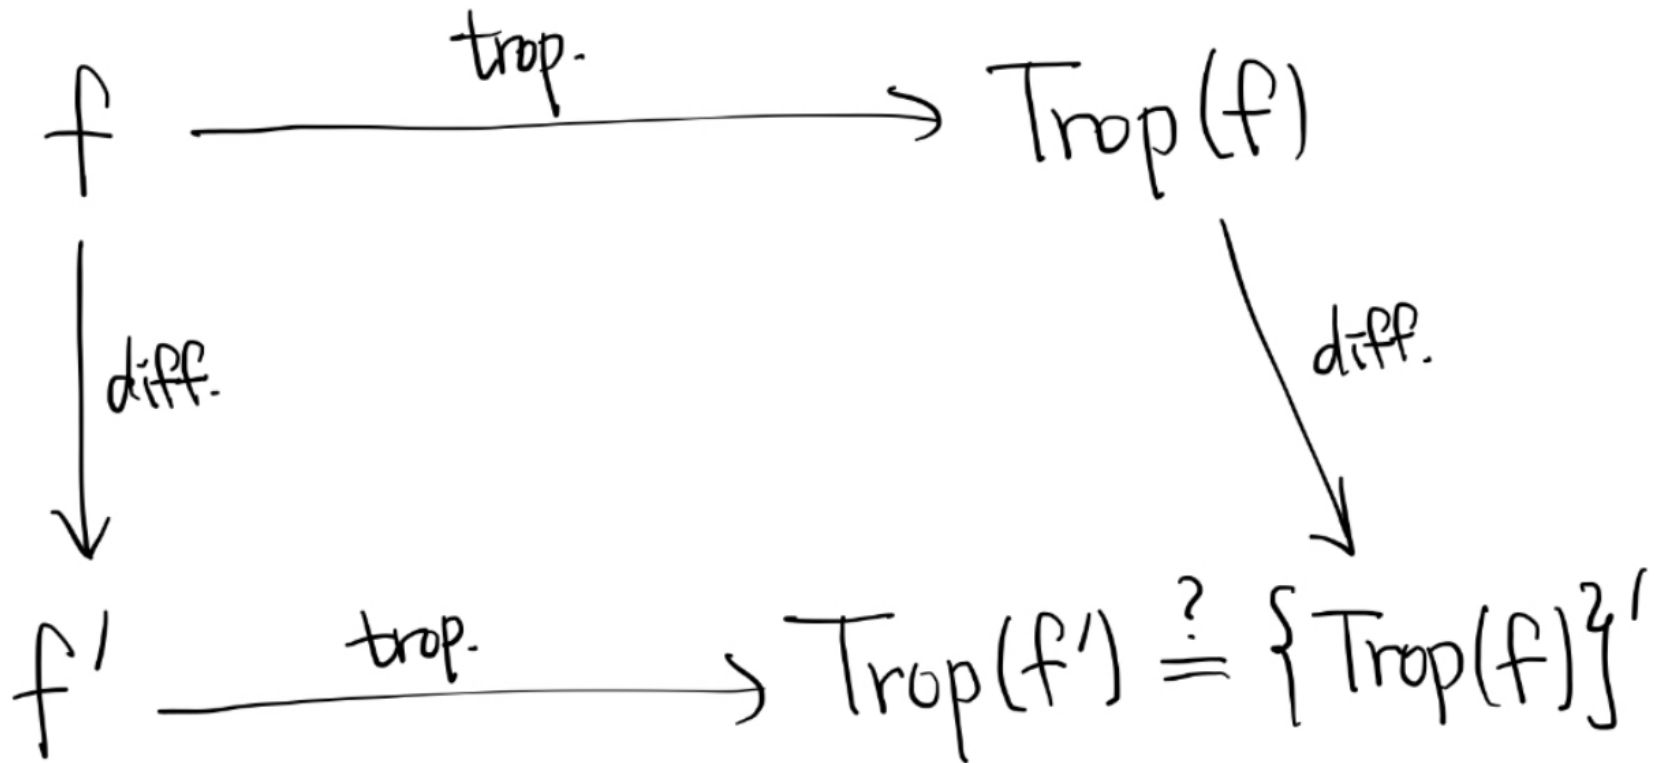 trop.
f → Trop(f)
diff. diff.
trop.
f' → Trop(f') ≟ {Trop(f)}'